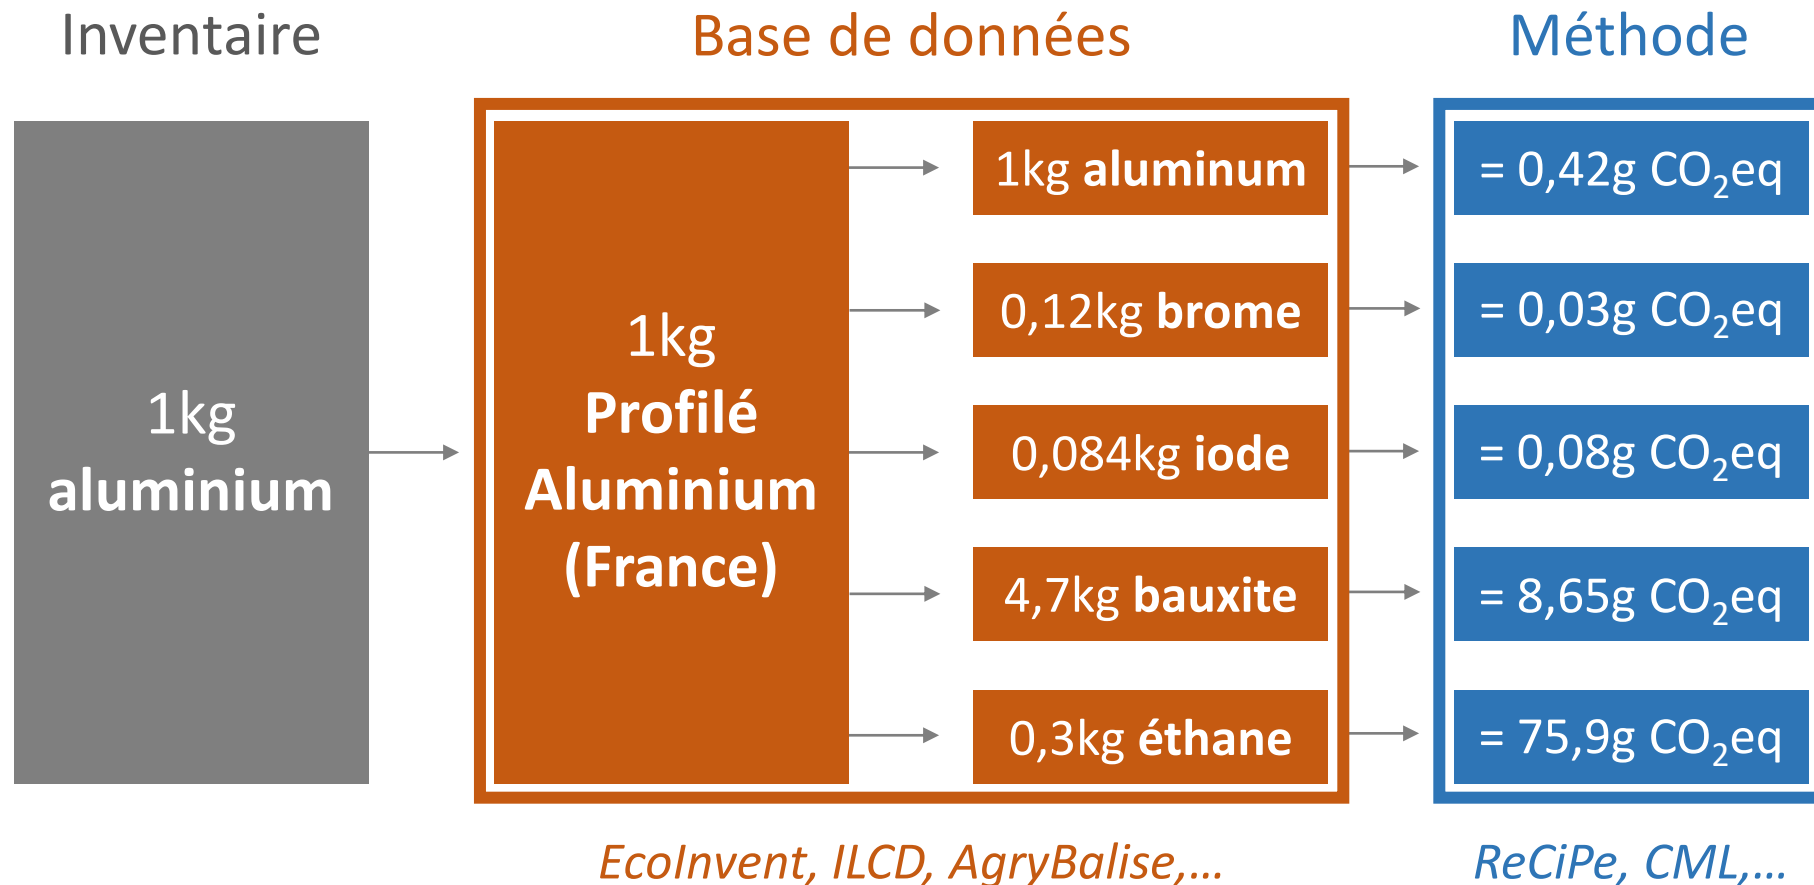 Inventaire
Base de données
Méthode
1kg
aluminium
1kg
Profilé
Aluminium
(France)
1kg aluminum
= 0,42g CO₂eq
0,12kg brome
= 0,03g CO₂eq
0,084kg iode
= 0,08g CO₂eq
4,7kg bauxite
= 8,65g CO₂eq
0,3kg éthane
= 75,9g CO₂eq
EcoInvent, ILCD, AgryBalise,...
ReCiPe, CML,...